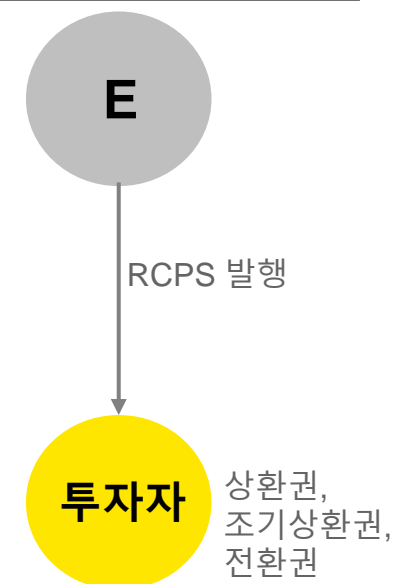 E
RCPS 발행
투자자
상환권,
조기상환권,
전환권